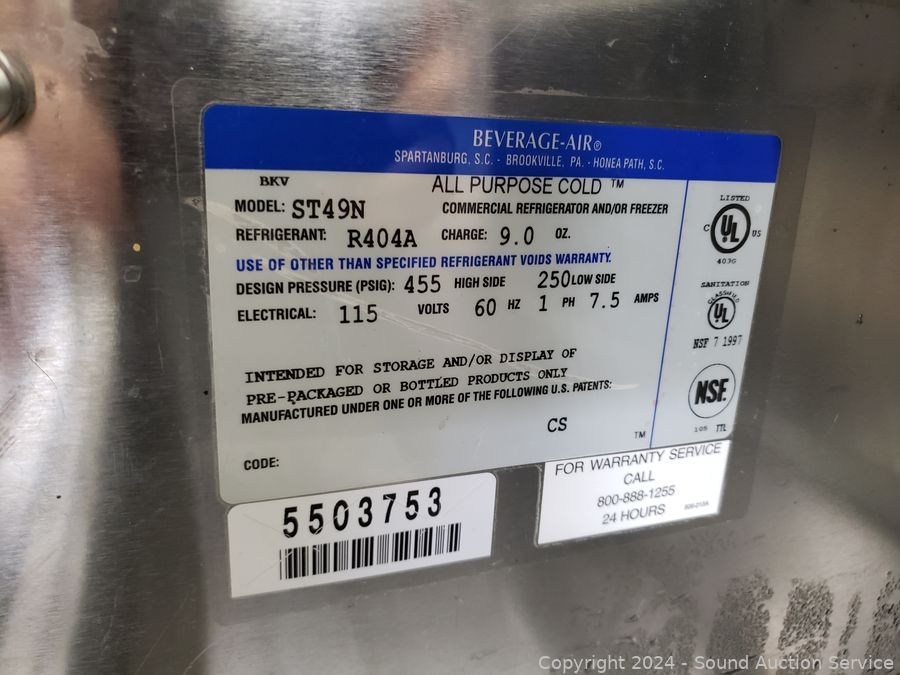 BEVERAGE-AIR®
SPARTANBURG, S.C. - BROOKVILLE, PA. - HONEA PATH, S.C.
BKV ALL PURPOSE COLD ™
MODEL: ST49N COMMERCIAL REFRIGERATOR AND/OR FREEZER
REFRIGERANT: R404A CHARGE: 9.0 OZ.
USE OF OTHER THAN SPECIFIED REFRIGERANT VOIDS WARRANTY.
DESIGN PRESSURE (PSIG): 455 HIGH SIDE 250 LOW SIDE
ELECTRICAL: 115 VOLTS 60 HZ 1 PH 7.5 AMPS
INTENDED FOR STORAGE AND/OR DISPLAY OF
PRE-PACKAGED OR BOTTLED PRODUCTS ONLY
MANUFACTURED UNDER ONE OR MORE OF THE FOLLOWING U.S. PATENTS:
CS
TM
CODE:
LISTED
C UL US
403G
SANITATION
CLASSIFIED
UL
NSF 7 1997
NSF.
105 TTL
5503753
FOR WARRANTY SERVICE
CALL
800-888-1255
24 HOURS
Copyright © 2024 - Sound Auction Service